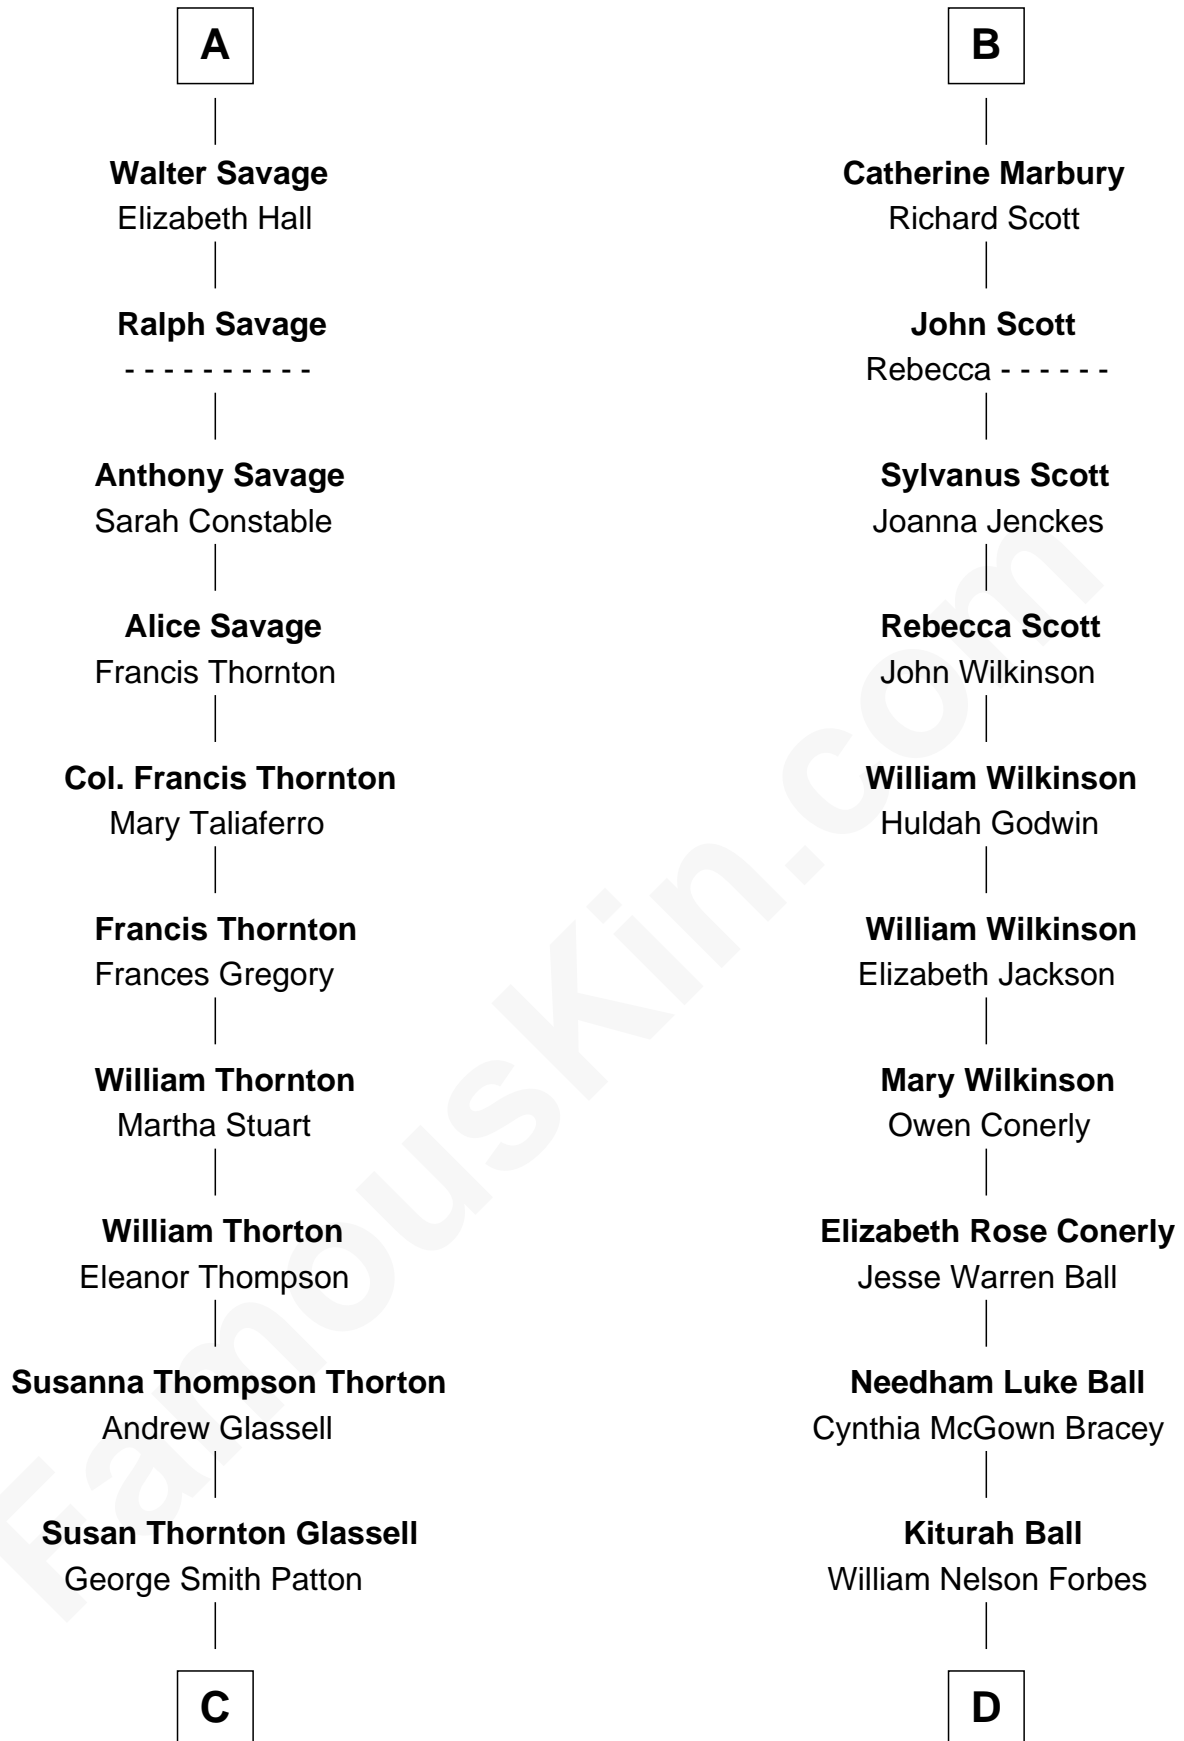 A
Walter Savage
Elizabeth Hall
Ralph Savage
- - - - - - - - - -
Anthony Savage
Sarah Constable
Alice Savage
Francis Thornton
Col. Francis Thornton
Mary Taliaferro
Francis Thornton
Frances Gregory
William Thornton
Martha Stuart
William Thorton
Eleanor Thompson
Susanna Thompson Thorton
Andrew Glassell
Susan Thornton Glassell
George Smith Patton
C
B
Catherine Marbury
Richard Scott
John Scott
Rebecca - - - - - -
Sylvanus Scott
Joanna Jenckes
Rebecca Scott
John Wilkinson
William Wilkinson
Huldah Godwin
William Wilkinson
Elizabeth Jackson
Mary Wilkinson
Owen Conerly
Elizabeth Rose Conerly
Jesse Warren Ball
Needham Luke Ball
Cynthia McGown Bracey
Kiturah Ball
William Nelson Forbes
D
FamousKin.com